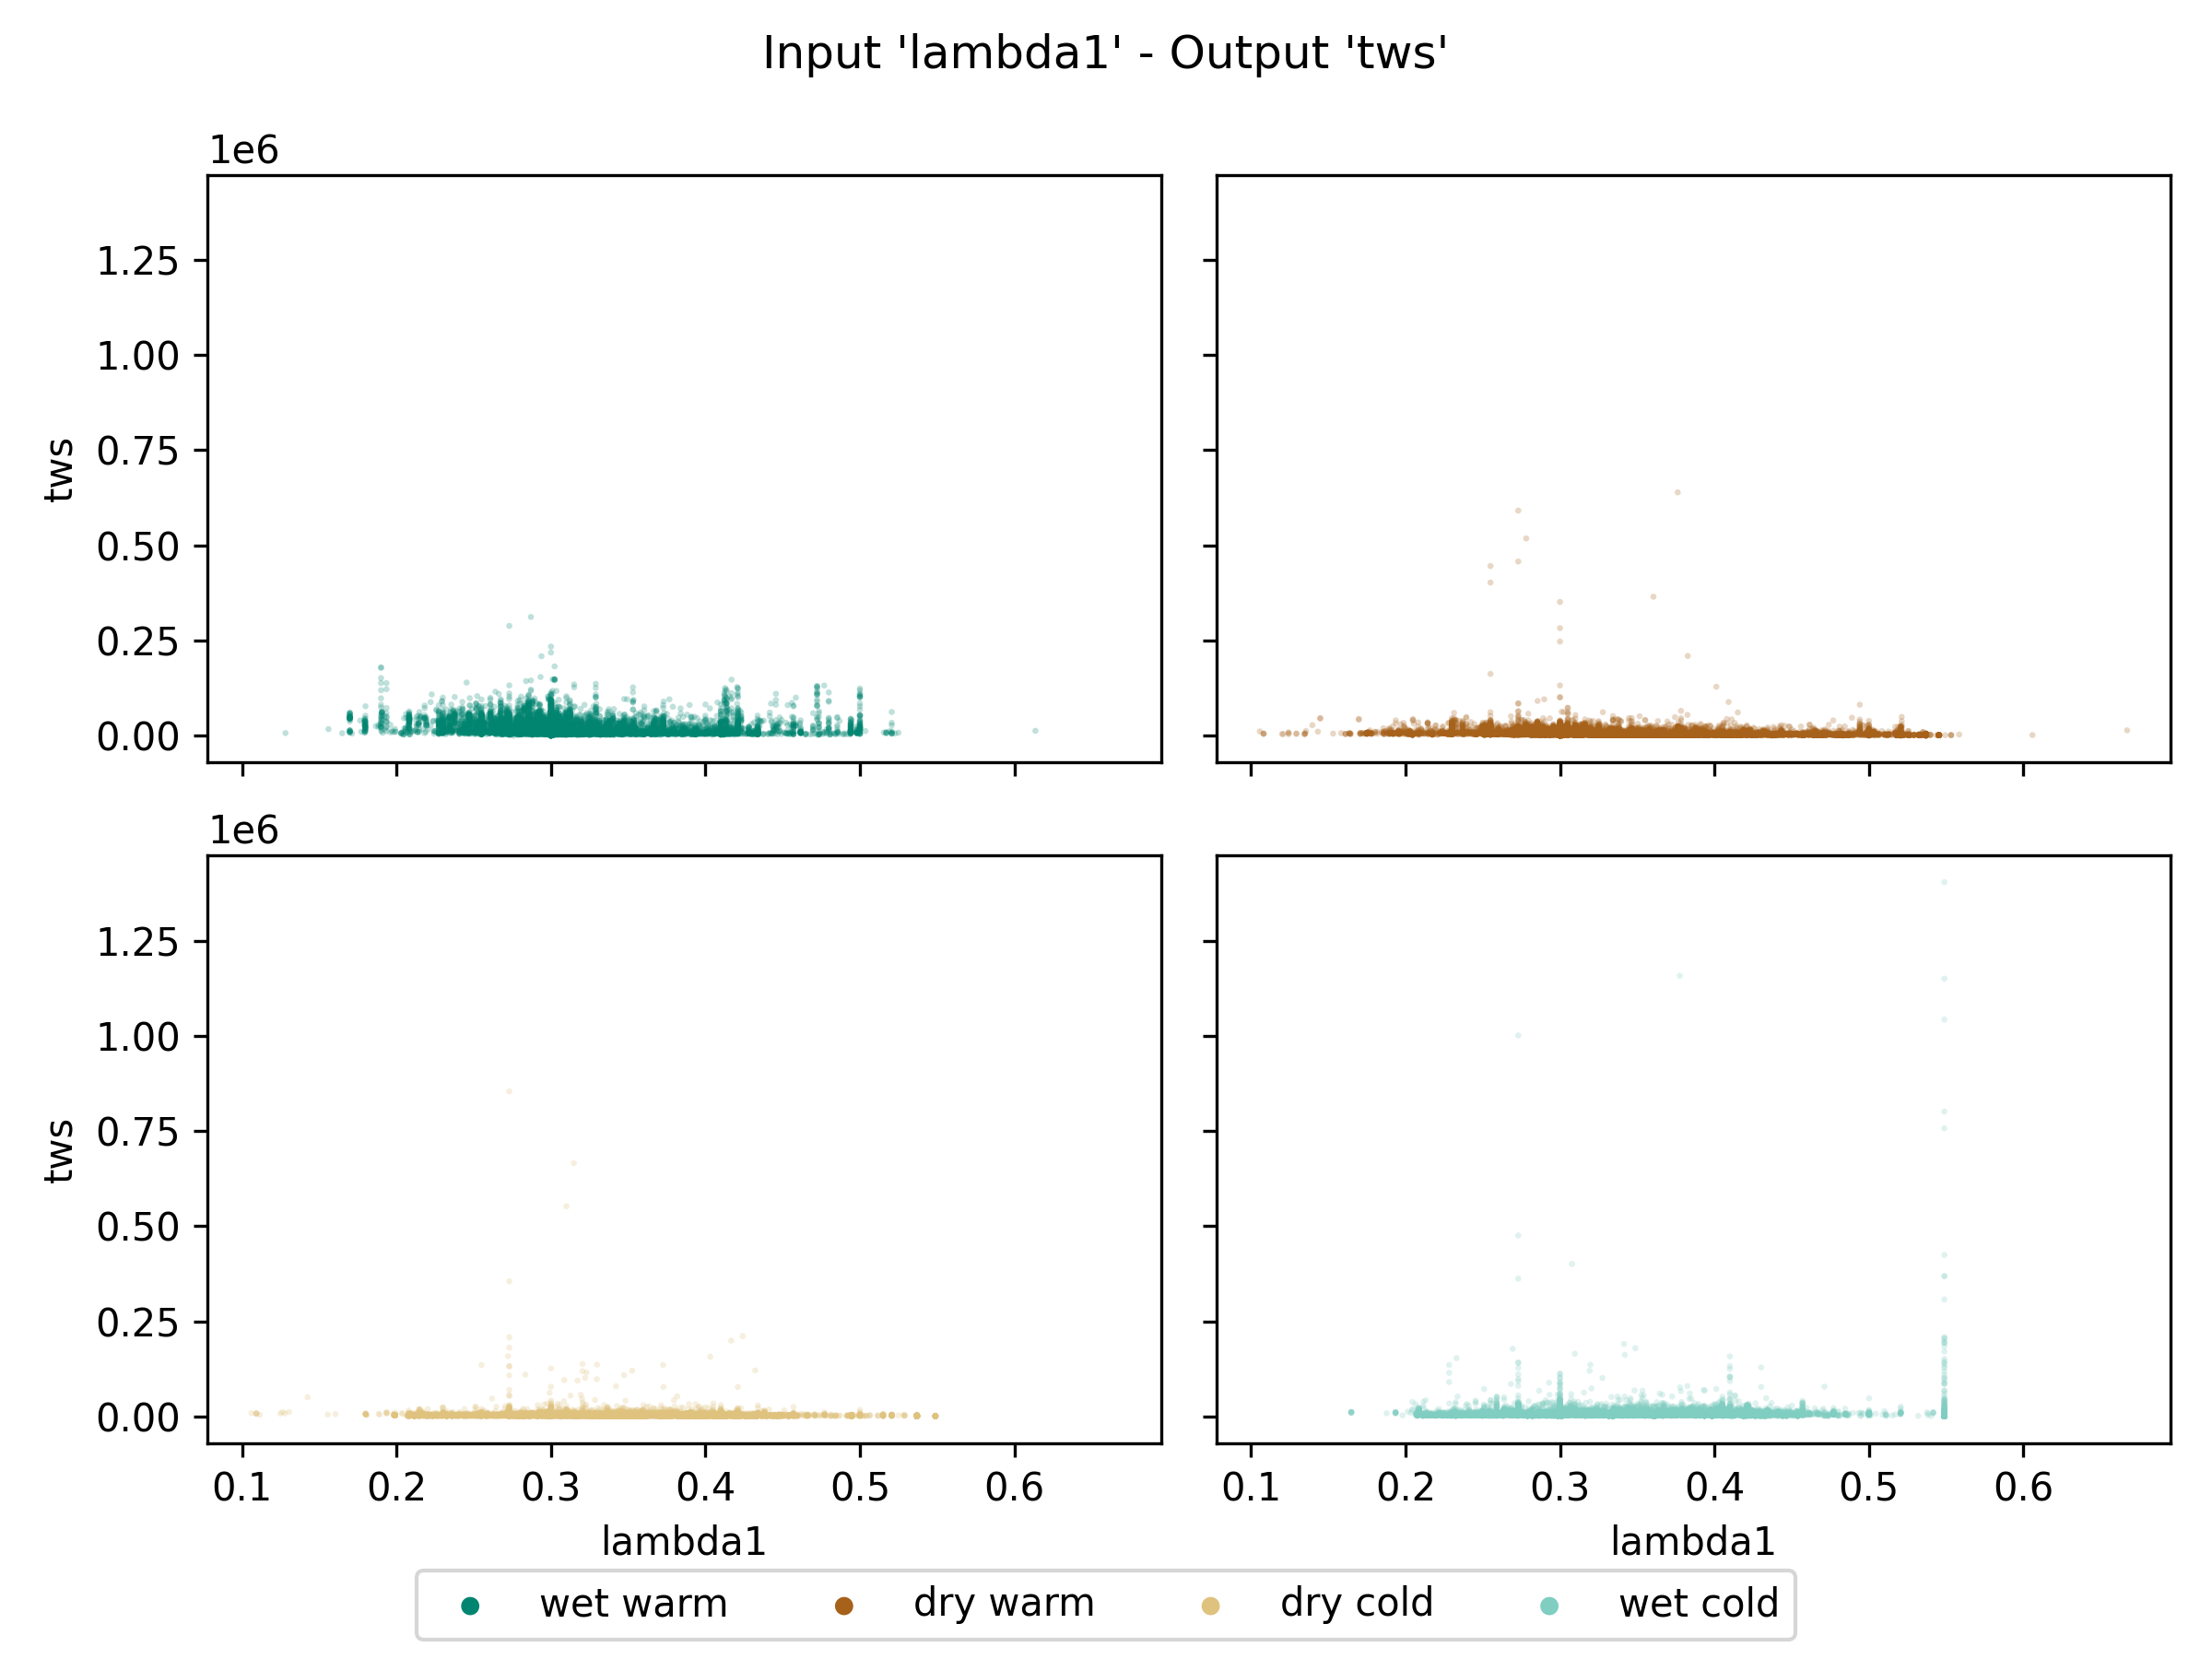 Input 'lambda1' - Output 'tws'
1e6
1.25
1.00
0.75
0.50
0.25
0.00
tws
1e6
1.25
1.00
0.75
0.50
0.25
0.00
tws
0.1 0.2 0.3 0.4 0.5 0.6
lambda1
0.1 0.2 0.3 0.4 0.5 0.6
lambda1
wet warm dry warm dry cold wet cold